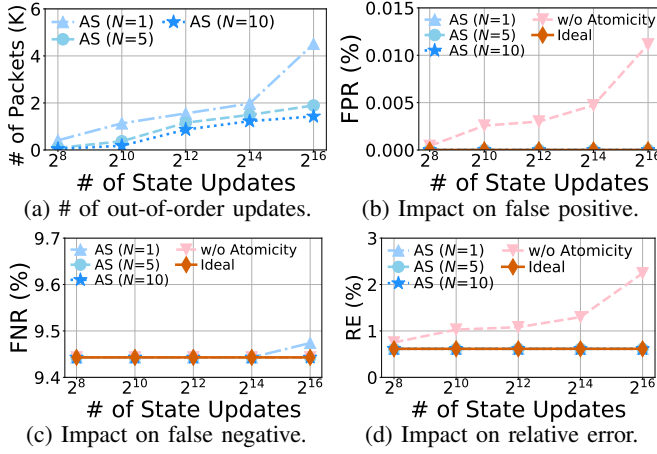 # of Packets (K)
6
4
2
0
AS (N=1)
AS (N=5)
AS (N=10)
2^8 2^10 2^12 2^14 2^16
# of State Updates
(a) # of out-of-order updates.
FPR (%)
0.015
0.010
0.005
0.000
AS (N=1)
AS (N=5)
AS (N=10)
w/o Atomicity
Ideal
2^8 2^10 2^12 2^14 2^16
# of State Updates
(b) Impact on false positive.
FNR (%)
9.7
9.6
9.5
9.4
AS (N=1)
AS (N=5)
AS (N=10)
w/o Atomicity
Ideal
2^8 2^10 2^12 2^14 2^16
# of State Updates
(c) Impact on false negative.
RE (%)
3
2
1
0
AS (N=1)
AS (N=5)
AS (N=10)
w/o Atomicity
Ideal
2^8 2^10 2^12 2^14 2^16
# of State Updates
(d) Impact on relative error.